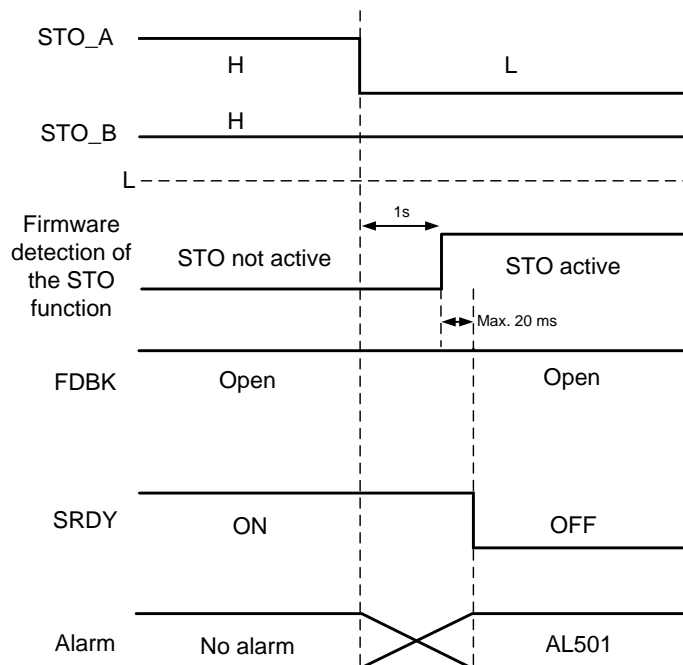 STO_A
H
L
STO_B
H
L
1s
Firmware
detection of
the STO
function
STO not active
STO active
Max. 20 ms
FDBK
Open
Open
SRDY
ON
OFF
Alarm
No alarm
AL501